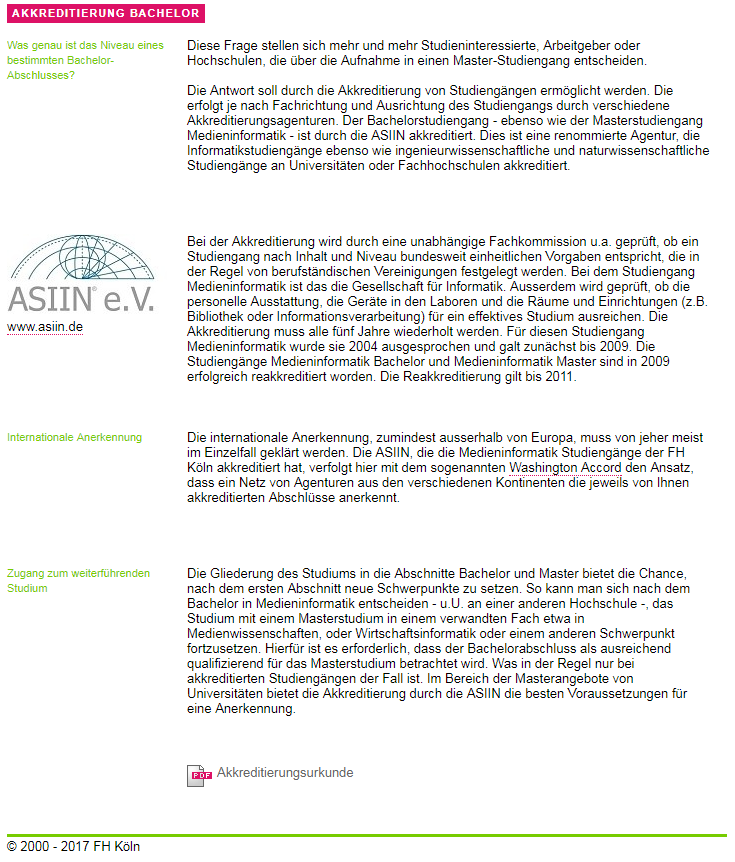 AKKREDITIERUNG BACHELOR
Was genau ist das Niveau eines
bestimmten Bachelor-
Abschlusses?
Diese Frage stellen sich mehr und mehr Studieninteressierte, Arbeitgeber oder
Hochschulen, die über die Aufnahme in einen Master-Studiengang entscheiden.
Die Antwort soll durch die Akkreditierung von Studiengängen ermöglicht werden. Die
erfolgt je nach Fachrichtung und Ausrichtung des Studiengangs durch verschiedene
Akkreditierungsagenturen. Der Bachelorstudiengang - ebenso wie der Masterstudiengang
Medieninformatik - ist durch die ASIIN akkreditiert. Dies ist eine renommierte Agentur, die
Informatikstudiengänge ebenso wie ingenieurwissenschaftliche und naturwissenschaftliche
Studiengänge an Universitäten oder Fachhochschulen akkreditiert.
ASIIN® e.V.
www.asiin.de
Bei der Akkreditierung wird durch eine unabhängige Fachkommission u.a. geprüft, ob ein
Studiengang nach Inhalt und Niveau bundesweit einheitlichen Vorgaben entspricht, die in
der Regel von berufständischen Vereinigungen festgelegt werden. Bei dem Studiengang
Medieninformatik ist das die Gesellschaft für Informatik. Ausserdem wird geprüft, ob die
personelle Ausstattung, die Geräte in den Laboren und die Räume und Einrichtungen (z.B.
Bibliothek oder Informationsverarbeitung) für ein effektives Studium ausreichen. Die
Akkreditierung muss alle fünf Jahre wiederholt werden. Für diesen Studiengang
Medieninformatik wurde sie 2004 ausgesprochen und galt zunächst bis 2009. Die
Studiengänge Medieninformatik Bachelor und Medieninformatik Master sind in 2009
erfolgreich reakkreditiert worden. Die Reakkreditierung gilt bis 2011.
Internationale Anerkennung
Die internationale Anerkennung, zumindest ausserhalb von Europa, muss von jeher meist
im Einzelfall geklärt werden. Die ASIIN, die die Medieninformatik Studiengänge der FH
Köln akkreditiert hat, verfolgt hier mit dem sogenannten Washington Accord den Ansatz,
dass ein Netz von Agenturen aus den verschiedenen Kontinenten die jeweils von Ihnen
akkreditierten Abschlüsse anerkennt.
Zugang zum weiterführenden
Studium
Die Gliederung des Studiums in die Abschnitte Bachelor und Master bietet die Chance,
nach dem ersten Abschnitt neue Schwerpunkte zu setzen. So kann man sich nach dem
Bachelor in Medieninformatik entscheiden - u.U. an einer anderen Hochschule -, das
Studium mit einem Masterstudium in einem verwandten Fach etwa in
Medienwissenschaften, oder Wirtschaftsinformatik oder einem anderen Schwerpunkt
fortzusetzen. Hierfür ist es erforderlich, dass der Bachelorabschluss als ausreichend
qualifizierend für das Masterstudium betrachtet wird. Was in der Regel nur bei
akkreditierten Studiengängen der Fall ist. Im Bereich der Masterangebote von
Universitäten bietet die Akkreditierung durch die ASIIN die besten Voraussetzungen für
eine Anerkennung.
PDF Akkreditierungsurkunde
© 2000 - 2017 FH Köln